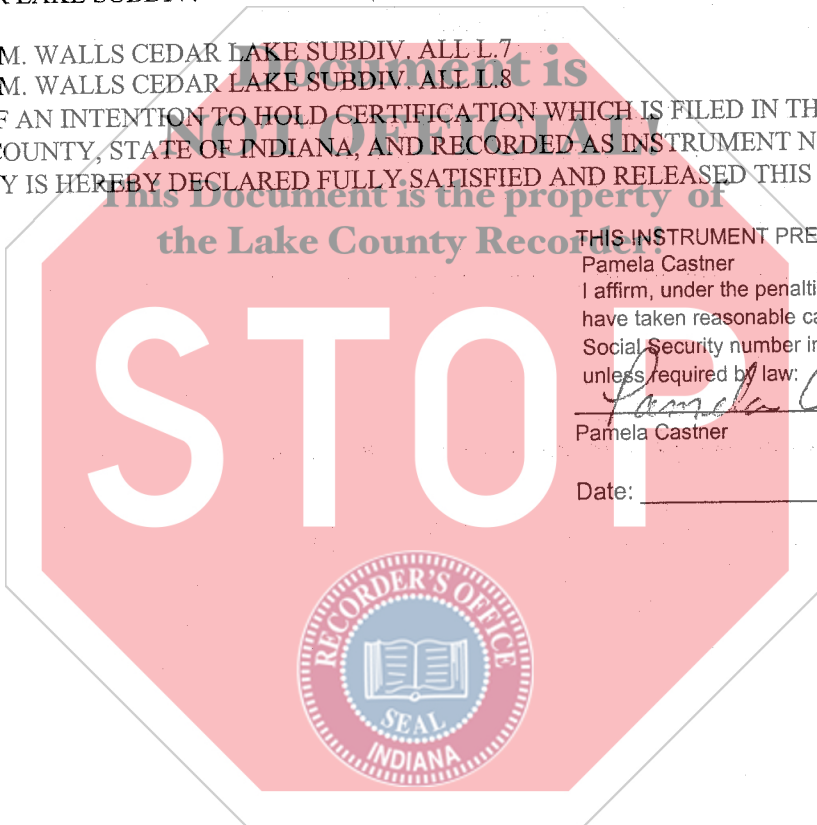 LAKE SUBDIV.
M. WALLS CEDAR LAKE SUBDIV. ALL L.7
M. WALLS CEDAR LAKE SUBDIV. ALL L.8
F AN INTENTION TO HOLD CERTIFICATION WHICH IS FILED IN TH
COUNTY, STATE OF INDIANA, AND RECORDED AS INSTRUMENT N
Y IS HEREBY DECLARED FULLY SATISFIED AND RELEASED THIS
Document is
NOT OFFICIAL!
This Document is the property of
the Lake County Recorder!
THIS INSTRUMENT PRE
Pamela Castner
I affirm, under the penalti
have taken reasonable ca
Social Security number in
unless required by law:
Pamela C
Pamela Castner
Date:
STOP
RECORDER'S OFFICE
SEAL
INDIANA